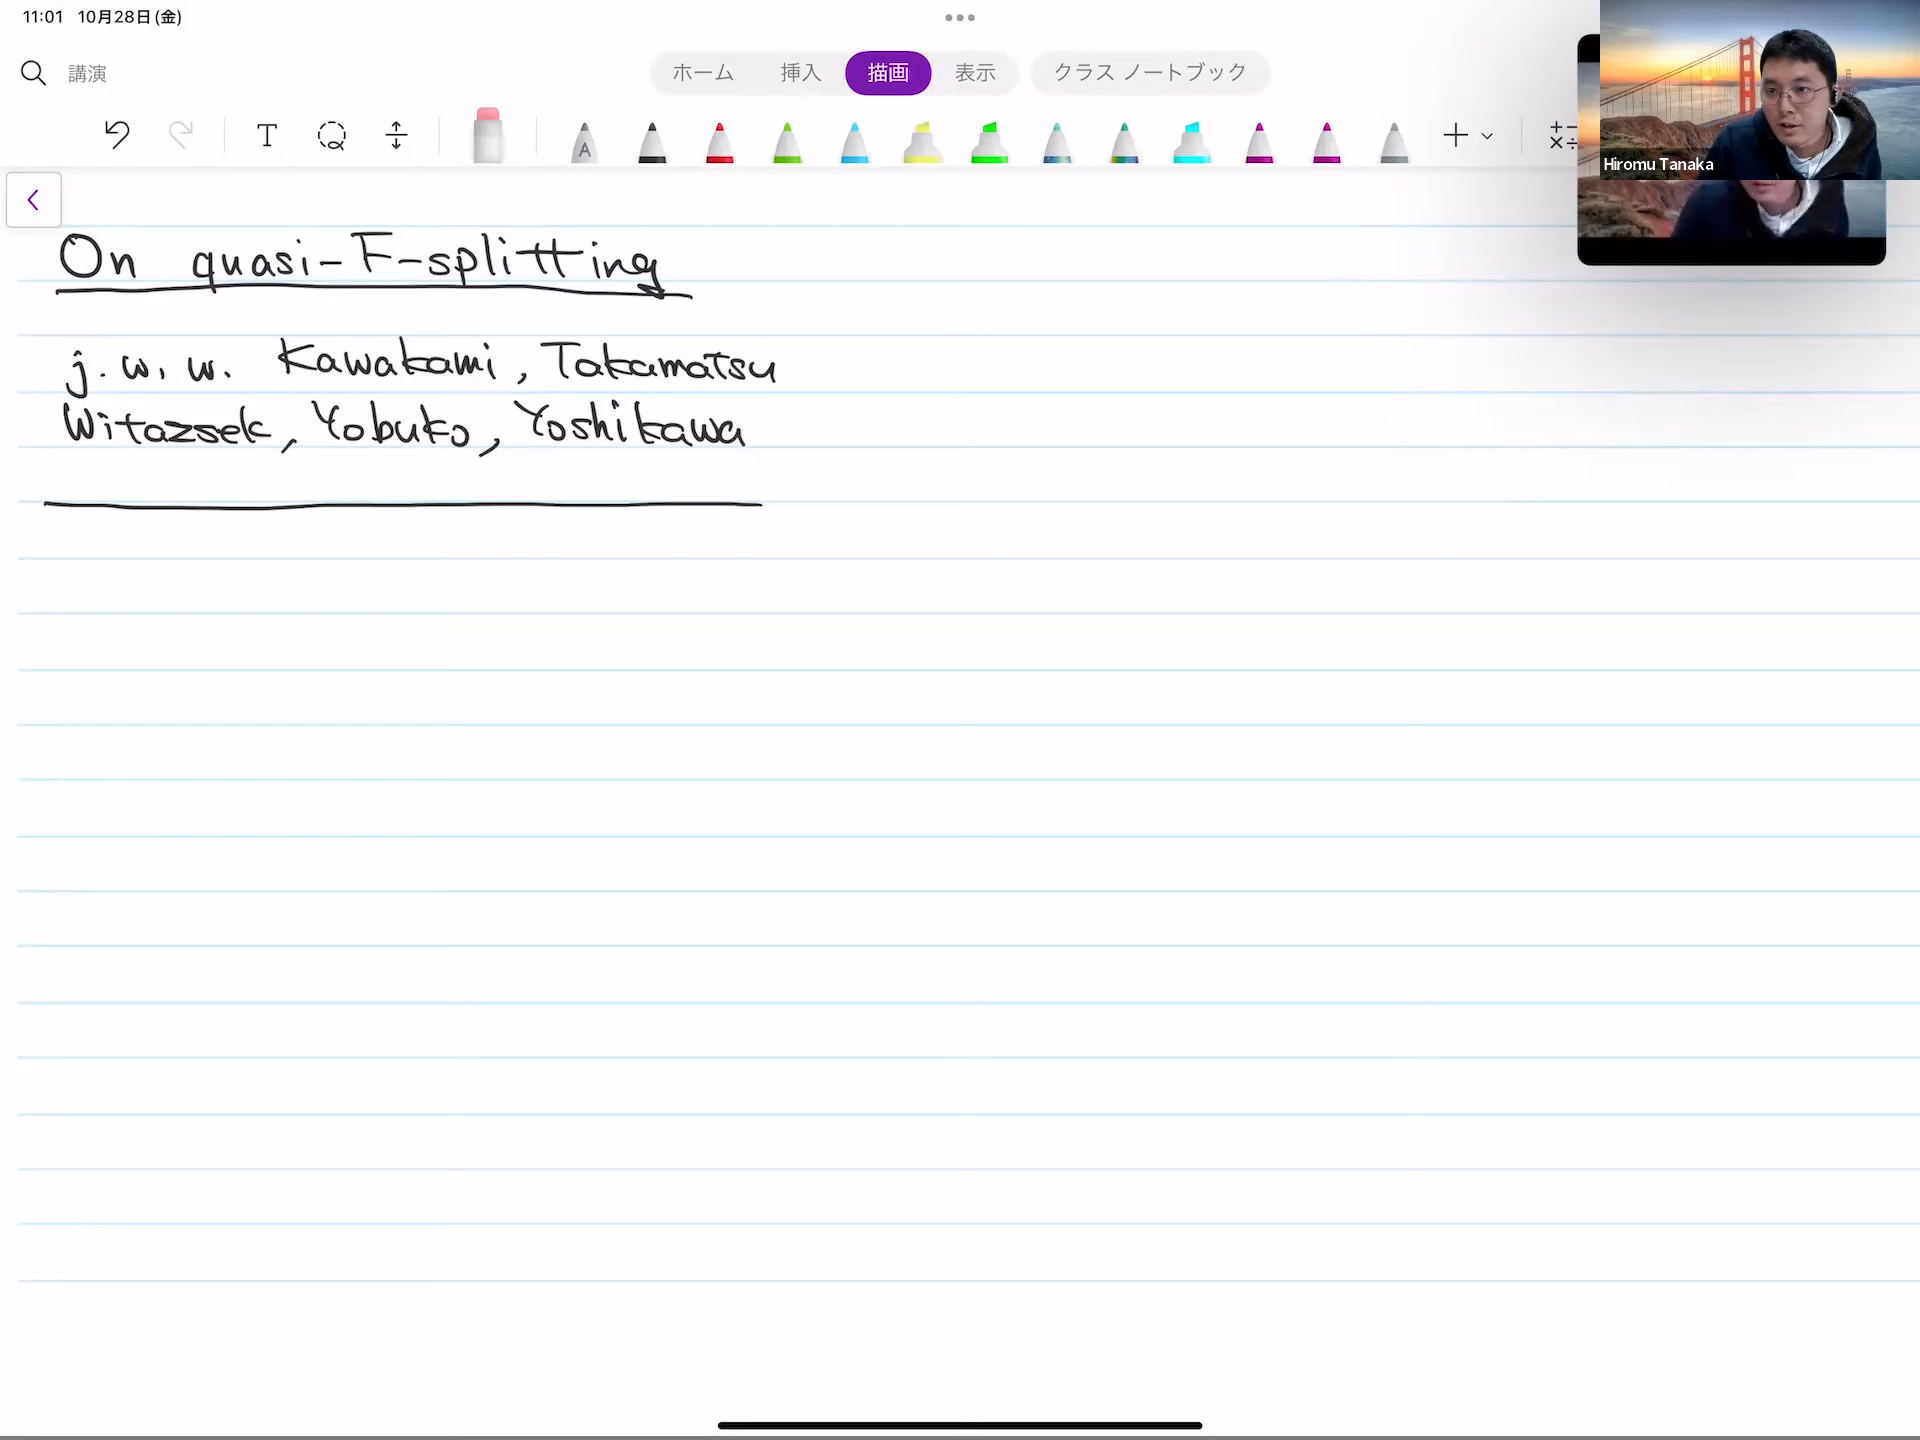 11:01 10月28日(金)
講演
ホーム 挿入 描画 表示 クラス ノートブック
T
A
Hiromu Tanaka
On quasi-F-splitting
j.w.w. Kawakami, Takamatsu
Witazsek, Yobuko, Yoshikawa